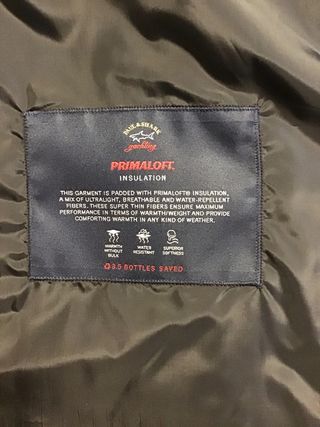 PAUL & SHARK
yachting
PRIMALOFT®
INSULATION
THIS GARMENT IS PADDED WITH PRIMALOFT® INSULATION,
A MIX OF ULTRALIGHT, BREATHABLE AND WATER-REPELLENT
FIBERS. THESE SUPER THIN FIBERS ENSURE MAXIMUM
PERFORMANCE IN TERMS OF WARMTH/WEIGHT AND PROVIDE
COMFORTING WARMTH IN ANY KIND OF WEATHER.
WARMTH WITHOUT BULK
WATER RESISTANT
SUPERIOR SOFTNESS
3.5 BOTTLES SAVED